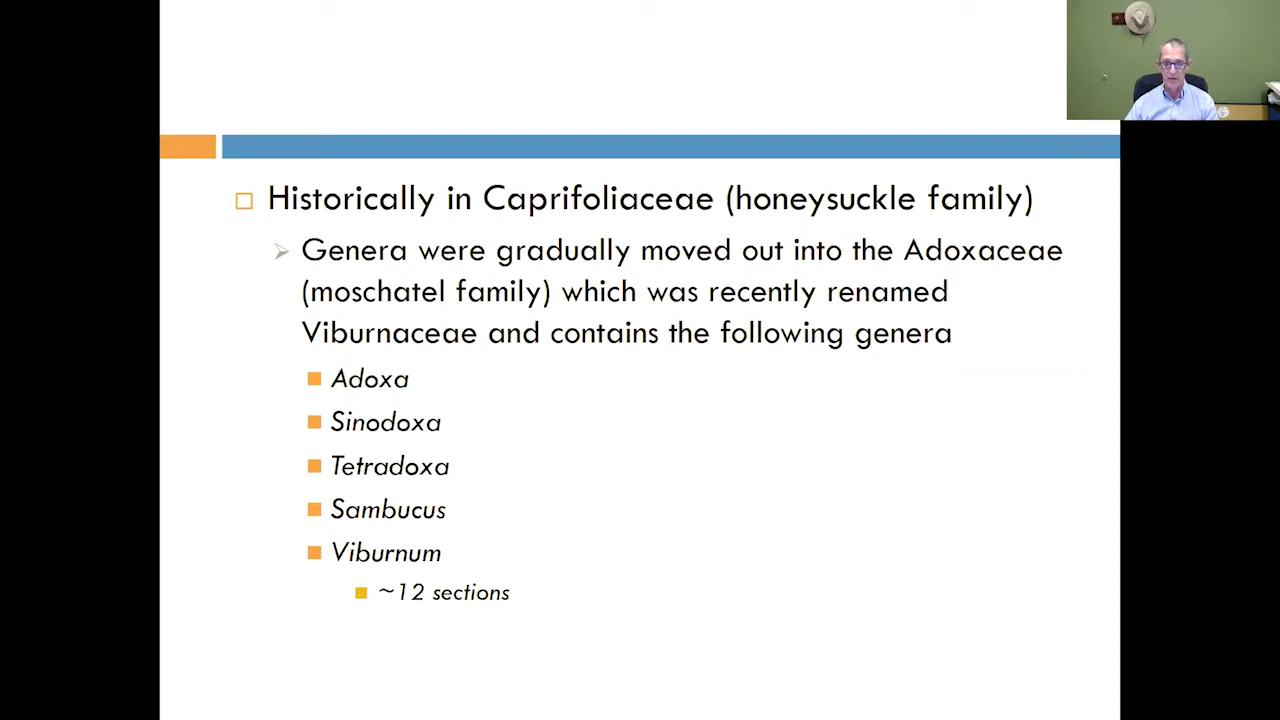 Historically in Caprifoliaceae (honeysuckle family)
Genera were gradually moved out into the Adoxaceae
(moschatel family) which was recently renamed
Viburnaceae and contains the following genera
Adoxa
Sinodoxa
Tetradoxa
Sambucus
Viburnum
~12 sections